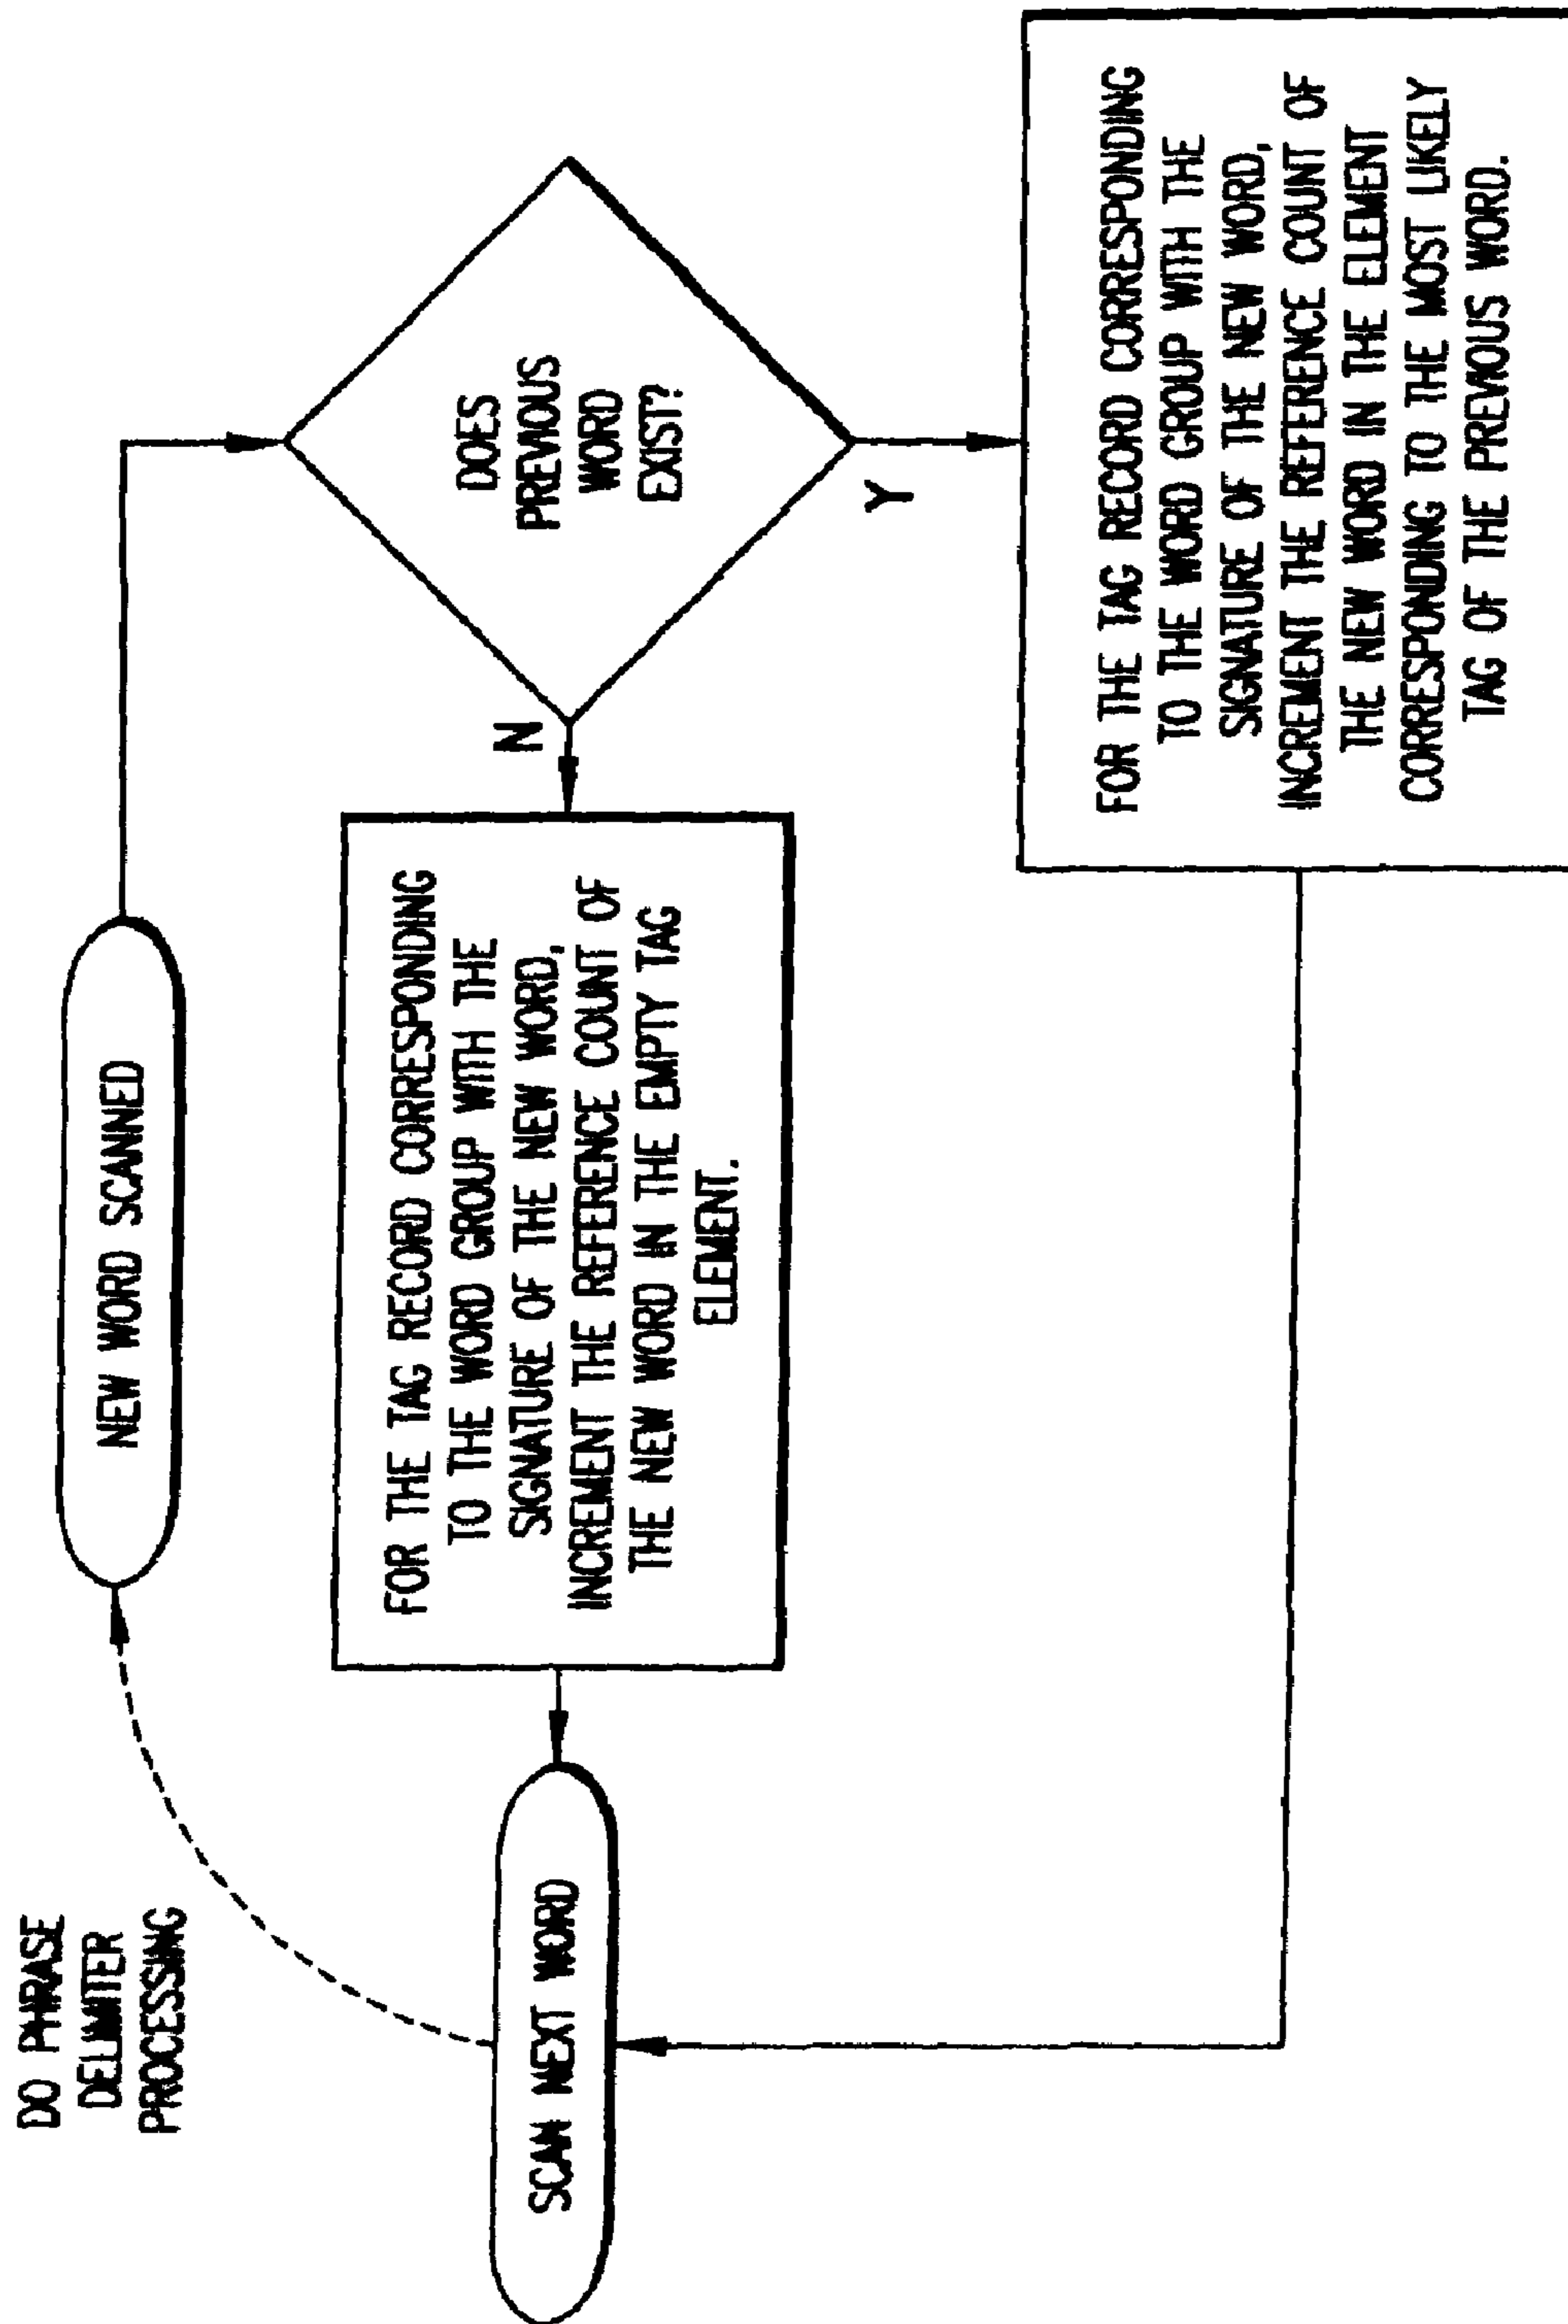 DO PHRASE
DELIMITER
PROCESSING
NEW WORD SCANNED
DOES
PREVIOUS
WORD
EXIST?
N
Y
FOR THE TAG RECORD CORRESPONDING
TO THE WORD GROUP WITH THE
SIGNATURE OF THE NEW WORD,
INCREMENT THE REFERENCE COUNT OF
THE NEW WORD IN THE EMPTY TAG
ELEMENT.
SCAN NEXT WORD
FOR THE TAG RECORD CORRESPONDING
TO THE WORD GROUP WITH THE
SIGNATURE OF THE NEW WORD,
INCREMENT THE REFERENCE COUNT OF
THE NEW WORD IN THE ELEMENT
CORRESPONDING TO THE MOST LIKELY
TAG OF THE PREVIOUS WORD.